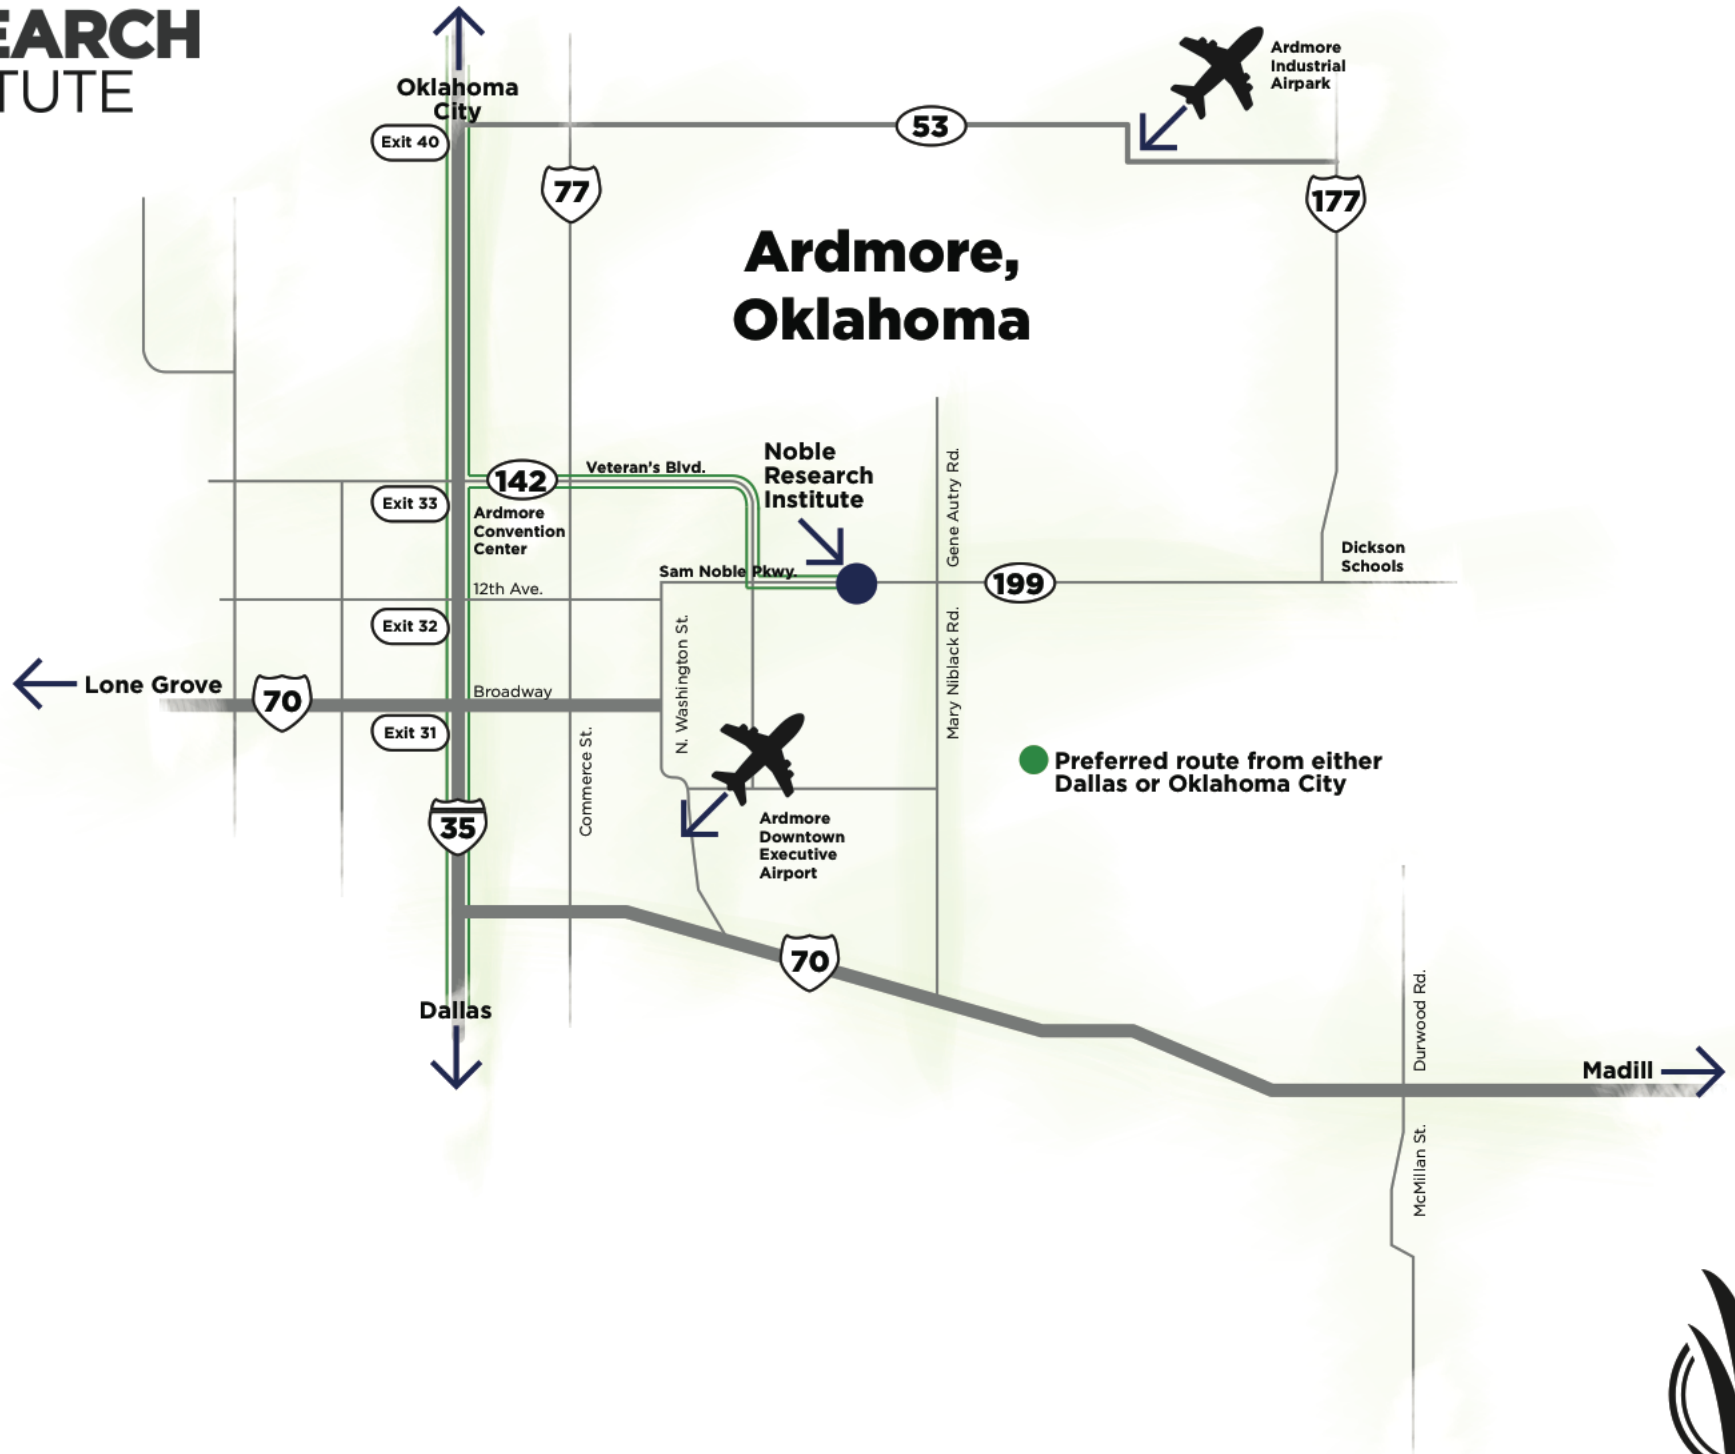 EARCH
TUTE
Oklahoma
City
Exit 40
53
Ardmore
Industrial
Airpark
77
177
Ardmore,
Oklahoma
Noble
Research
Institute
Veteran's Blvd.
142
Exit 33
Ardmore
Convention
Center
Gene Autry Rd.
Dickson
Schools
Sam Noble Pkwy.
199
12th Ave.
Exit 32
N. Washington St.
Mary Niblack Rd.
Lone Grove
70
Broadway
Exit 31
Commerce St.
Preferred route from either
Dallas or Oklahoma City
35
Ardmore
Downtown
Executive
Airport
70
Dallas
Durwood Rd.
Madill
McMillan St.